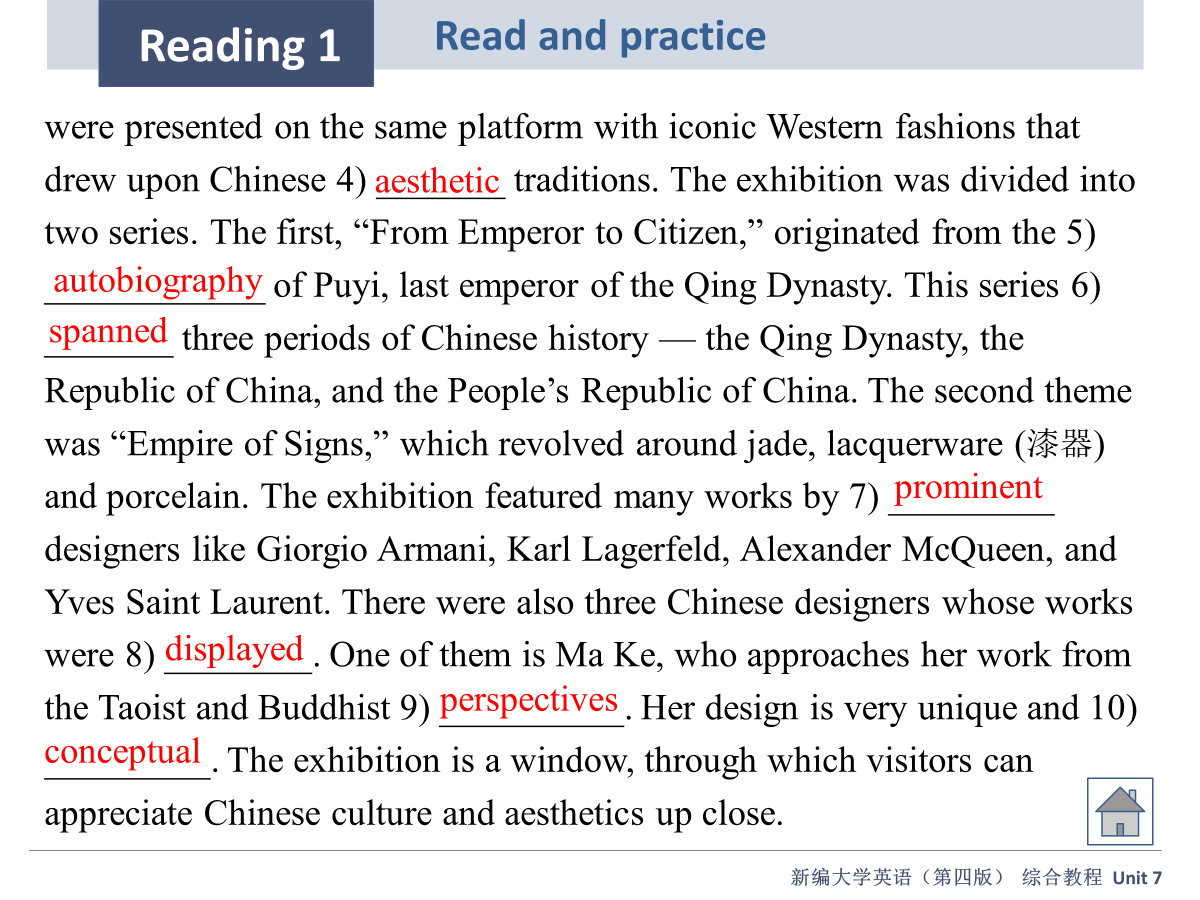 Reading 1
Read and practice
were presented on the same platform with iconic Western fashions that
drew upon Chinese 4) aesthetic traditions. The exhibition was divided into
two series. The first, “From Emperor to Citizen,” originated from the 5)
autobiography of Puyi, last emperor of the Qing Dynasty. This series 6)
spanned three periods of Chinese history — the Qing Dynasty, the
Republic of China, and the People’s Republic of China. The second theme
was “Empire of Signs,” which revolved around jade, lacquerware (漆器)
and porcelain. The exhibition featured many works by 7) prominent
designers like Giorgio Armani, Karl Lagerfeld, Alexander McQueen, and
Yves Saint Laurent. There were also three Chinese designers whose works
were 8) displayed. One of them is Ma Ke, who approaches her work from
the Taoist and Buddhist 9) perspectives. Her design is very unique and 10)
conceptual. The exhibition is a window, through which visitors can
appreciate Chinese culture and aesthetics up close.
新编大学英语（第四版） 综合教程 Unit 7